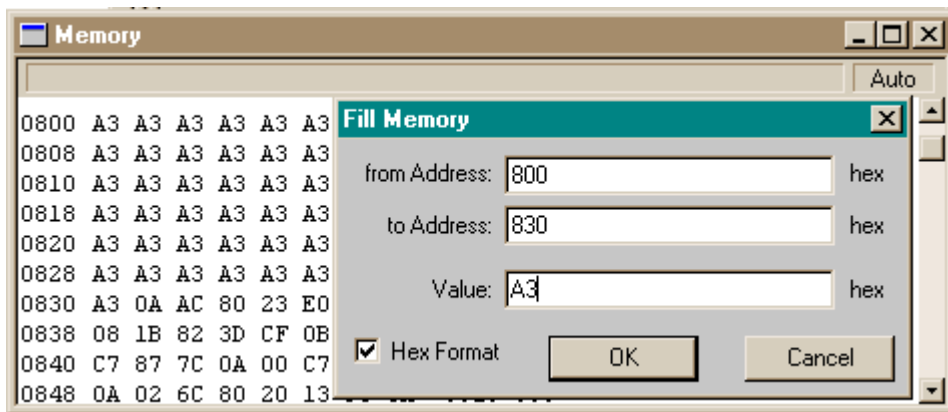 Memory
Auto
0800 A3 A3 A3 A3 A3 A3
0808 A3 A3 A3 A3 A3 A3
0810 A3 A3 A3 A3 A3 A3
0818 A3 A3 A3 A3 A3 A3
0820 A3 A3 A3 A3 A3 A3
0828 A3 A3 A3 A3 A3 A3
0830 A3 0A AC 80 23 E0
0838 08 1B 82 3D CF 0B
0840 C7 87 7C 0A 00 C7
0848 0A 02 6C 80 20 13
Fill Memory
from Address: 800 hex
to Address: 830 hex
Value: A3 hex
Hex Format
OK Cancel